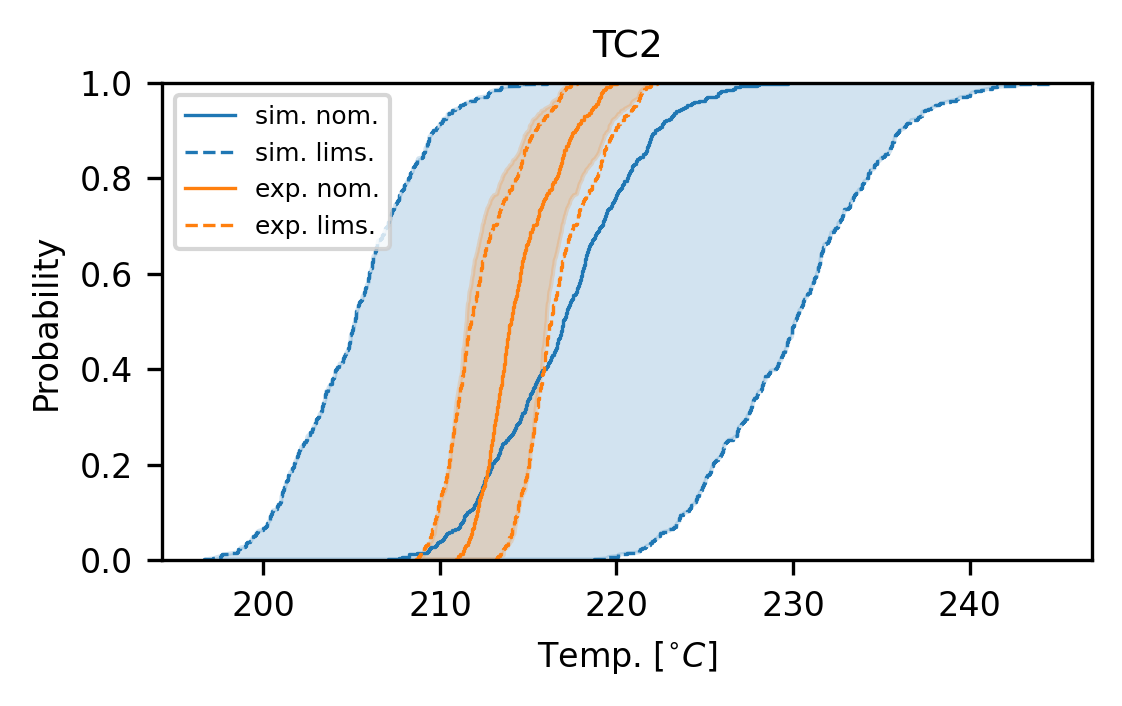 TC2
1.0
0.8
0.6
0.4
0.2
0.0
Probability
sim. nom.
sim. lims.
exp. nom.
exp. lims.
200 210 220 230 240
Temp. [°C]